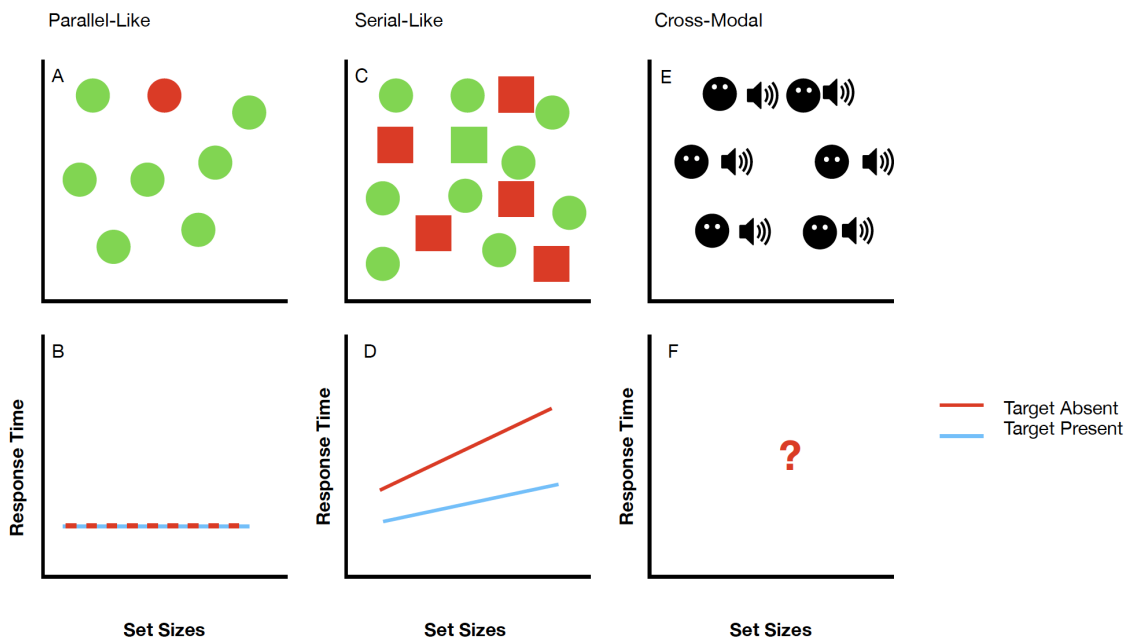 Parallel-Like
Serial-Like
Cross-Modal
A
C
E
B
D
F
Response Time
Response Time
Response Time
?
Target Absent
Target Present
Set Sizes
Set Sizes
Set Sizes